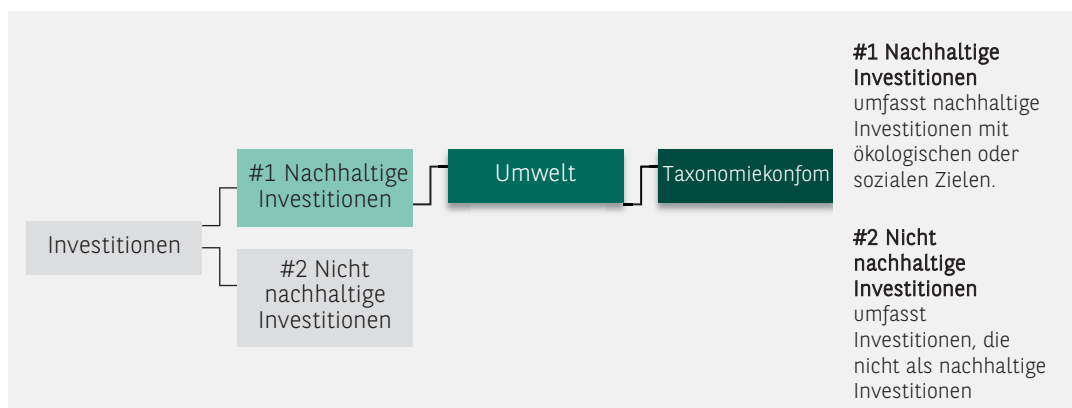 Investitionen
#1 Nachhaltige
Investitionen
#2 Nicht
nachhaltige
Investitionen
Umwelt
Taxonomiekonfom
#1 Nachhaltige
Investitionen
umfasst nachhaltige
Investitionen mit
ökologischen oder
sozialen Zielen.
#2 Nicht
nachhaltige
Investitionen
umfasst
Investitionen, die
nicht als nachhaltige
Investitionen